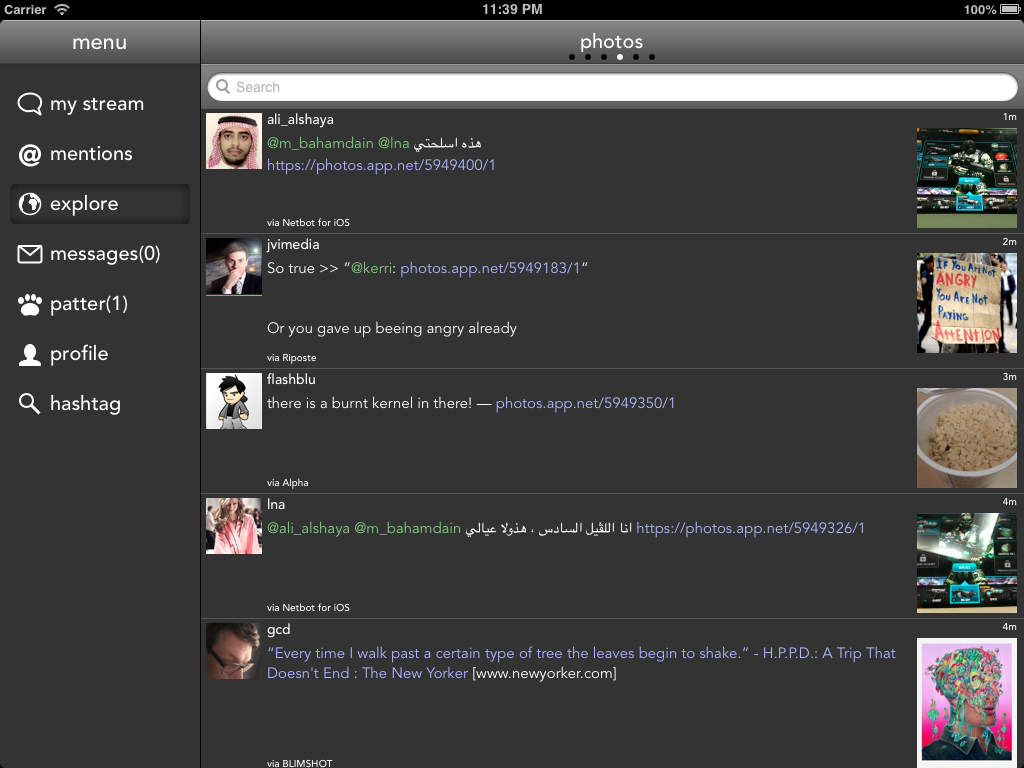 Carrier 11:39 PM 100%
menu
photos
my stream
mentions
explore
messages(0)
patter(1)
profile
hashtag
Search
ali_alshaya 1m
@m_bahamdain @lna هذه اسلحتي
https://photos.app.net/5949400/1
via Netbot for iOS
jvimedia 2m
So true >> “@kerri: photos.app.net/5949183/1”
Or you gave up beeing angry already
via Riposte
IF YOU ARE NOT
ANGRY
YOU ARE NOT
PAYING
ATTENTION
flashblu 3m
there is a burnt kernel in there! — photos.app.net/5949350/1
via Alpha
lna 4m
@ali_alshaya @m_bahamdain انا اللڤيل السادس ، هذولا عيالي https://photos.app.net/5949326/1
via Netbot for iOS
gcd 4m
“Every time I walk past a certain type of tree the leaves begin to shake.” - H.P.P.D.: A Trip That
Doesn't End : The New Yorker [www.newyorker.com]
via BLIMSHOT